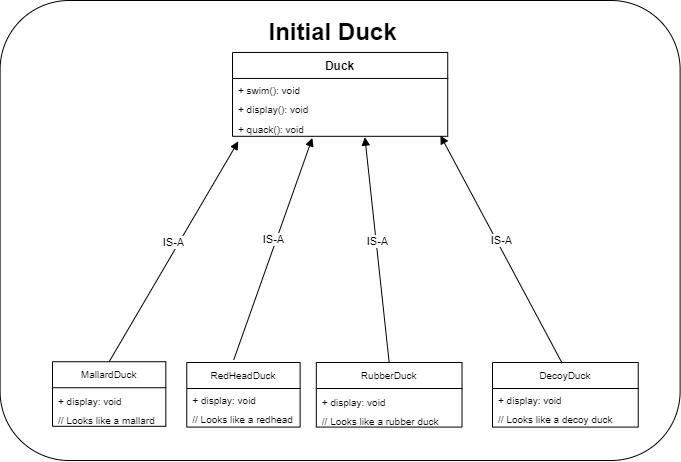 Initial Duck
Duck
+ swim(): void
+ display(): void
+ quack(): void
IS-A
IS-A
IS-A
IS-A
MallardDuck
+ display: void
// Looks like a mallard
RedHeadDuck
+ display: void
// Looks like a redhead
RubberDuck
+ display: void
// Looks like a rubber duck
DecoyDuck
+ display: void
// Looks like a decoy duck